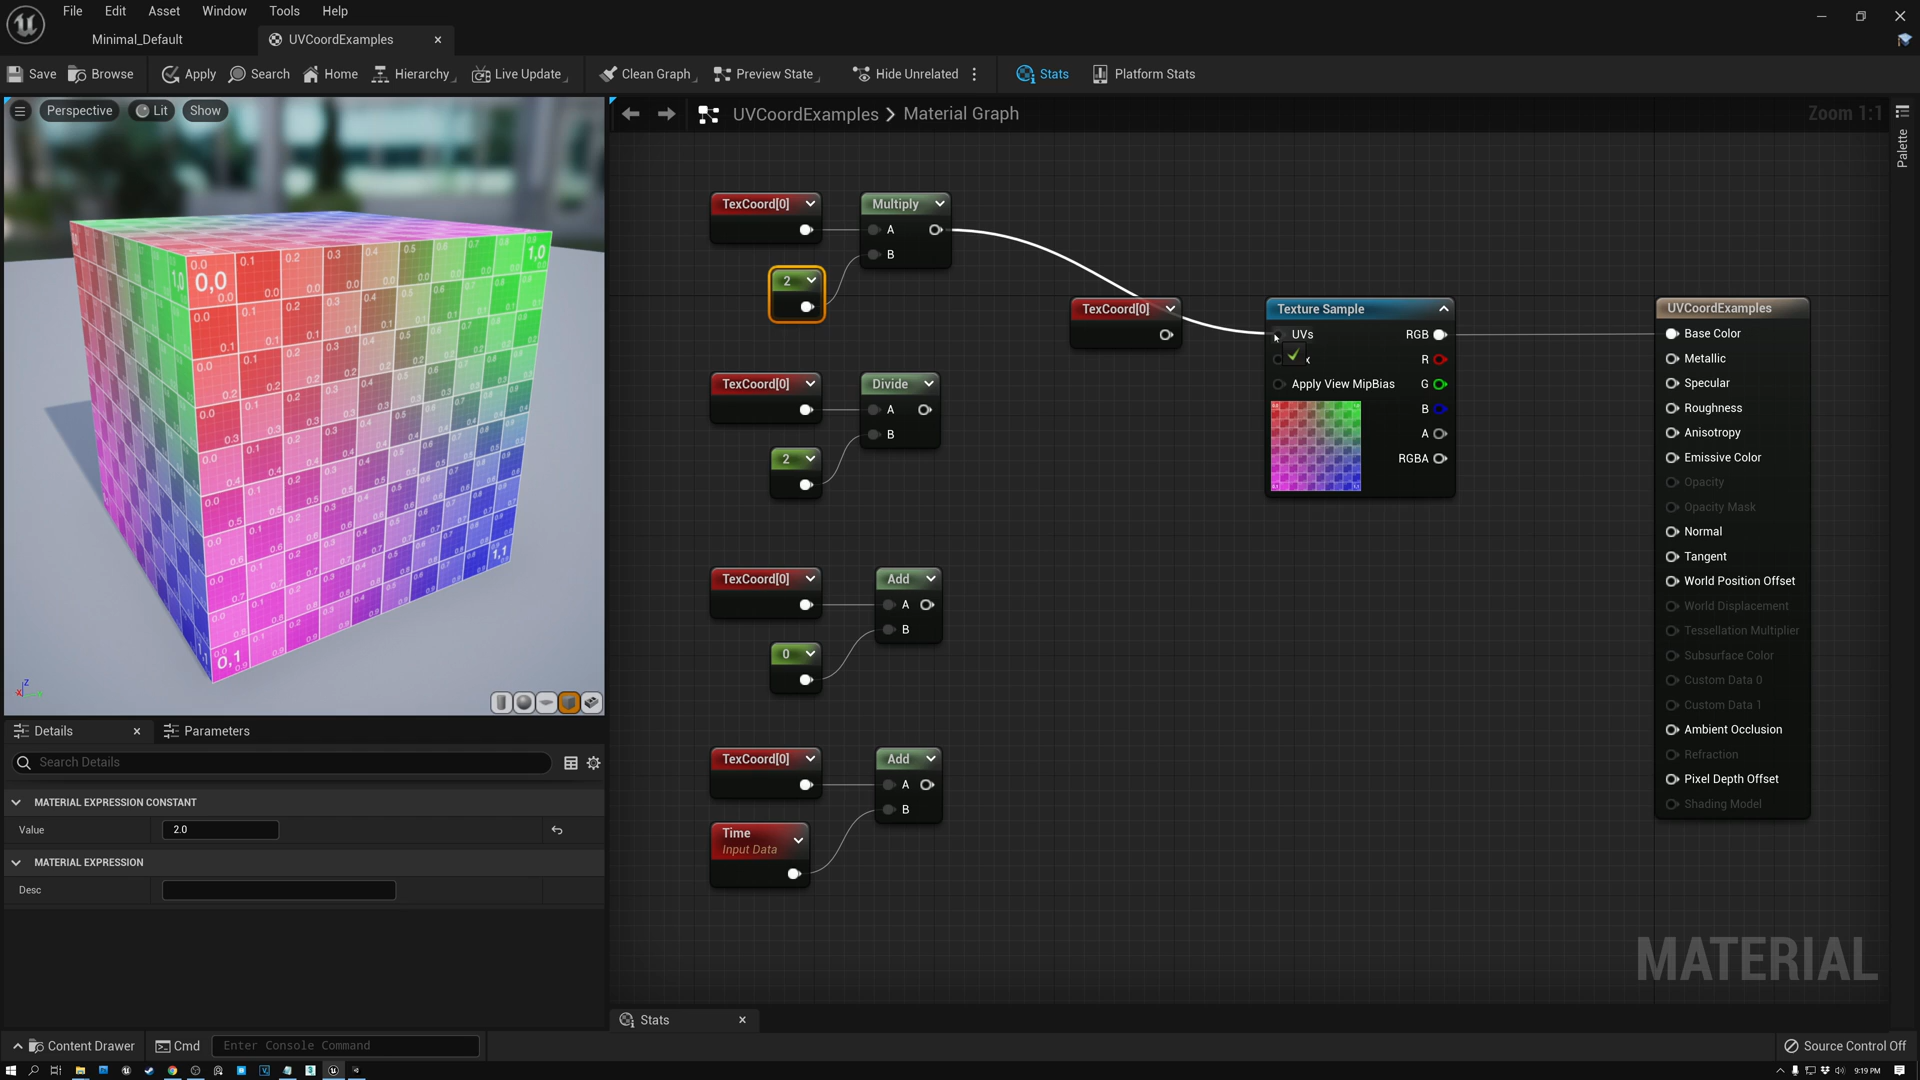 File Edit Asset Window Tools Help
Minimal_Default UVCoordExamples
Save Browse Apply Search Home Hierarchy Live Update Clean Graph Preview State Hide Unrelated Stats Platform Stats
Perspective Lit Show
UVCoordExamples > Material Graph
Zoom 1:1
Palette
0,0
1,0
0,1
1,1
TexCoord[0]
Multiply
A
B
2
TexCoord[0]
Divide
A
B
2
TexCoord[0]
Add
A
B
0
TexCoord[0]
Add
A
B
Time
Input Data
TexCoord[0]
Texture Sample
UVs RGB
R
Apply View MipBias G
B
A
RGBA
UVCoordExamples
Base Color
Metallic
Specular
Roughness
Anisotropy
Emissive Color
Opacity
Opacity Mask
Normal
Tangent
World Position Offset
World Displacement
Tessellation Multiplier
Subsurface Color
Custom Data 0
Custom Data 1
Ambient Occlusion
Refraction
Pixel Depth Offset
Shading Model
MATERIAL
Details Parameters
Search Details
MATERIAL EXPRESSION CONSTANT
Value 2.0
MATERIAL EXPRESSION
Desc
Stats
Content Drawer Cmd Enter Console Command Source Control Off
9:19 PM